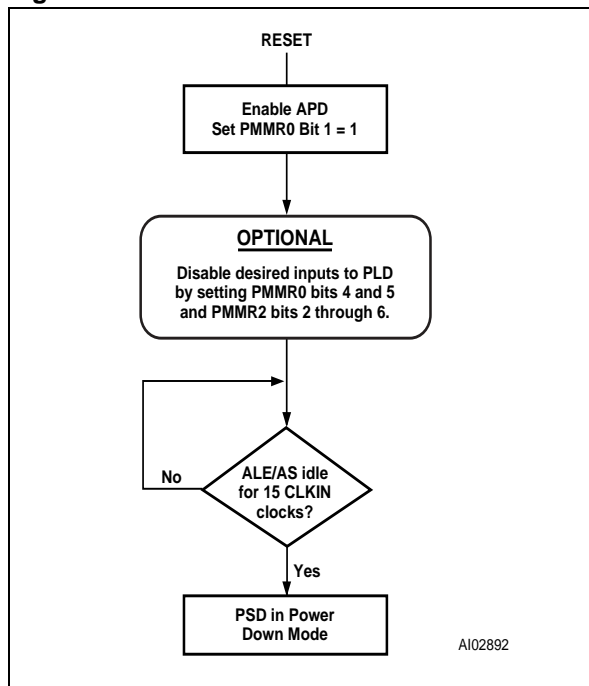 RESET
Enable APD
Set PMMR0 Bit 1 = 1
OPTIONAL
Disable desired inputs to PLD
by setting PMMR0 bits 4 and 5
and PMMR2 bits 2 through 6.
No
ALE/AS idle
for 15 CLKIN
clocks?
Yes
PSD in Power
Down Mode
AI02892